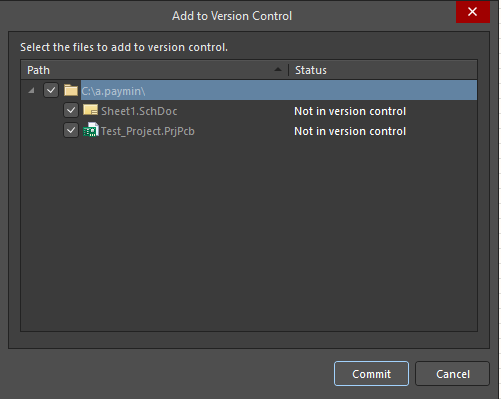 Add to Version Control
Select the files to add to version control.
Path Status
C:\a.paymin\
Sheet1.SchDoc Not in version control
Test_Project.PrjPcb Not in version control
Commit Cancel